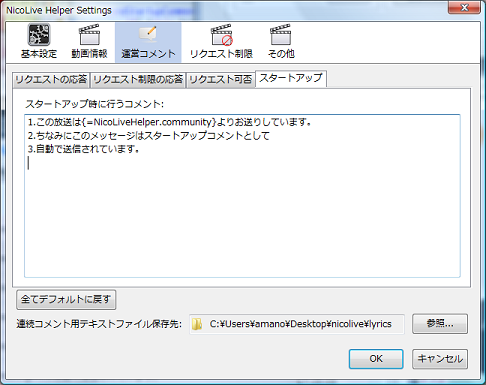 NicoLive Helper Settings
基本設定 動画情報 運営コメント リクエスト制限 その他
リクエストの応答 リクエスト制限の応答 リクエスト可否 スタートアップ
スタートアップ時に行うコメント:
1.この放送は{=NicoLiveHelper.community}よりお送りしています。
2.ちなみにこのメッセージはスタートアップコメントとして
3.自動で送信されています。
全てデフォルトに戻す
連続コメント用テキストファイル保存先: C:¥Users¥amano¥Desktop¥nicolive¥lyrics 参照...
OK キャンセル